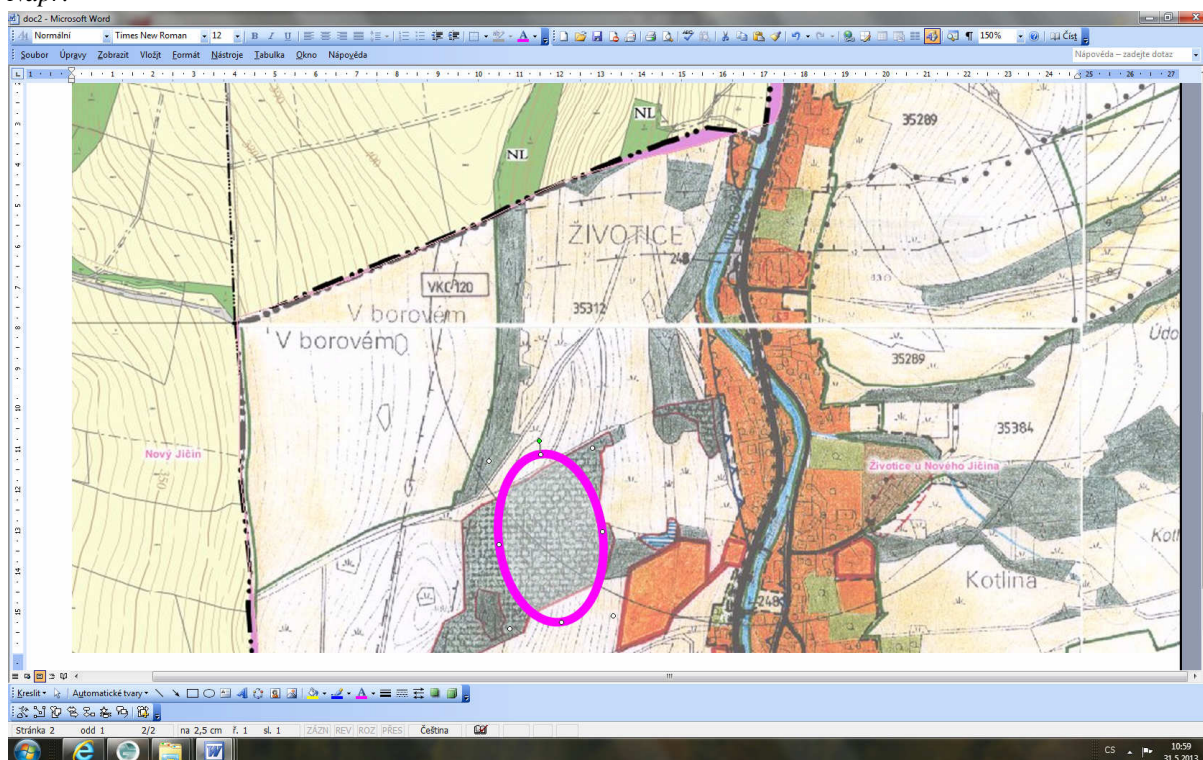 Např.
doc2 - Microsoft Word
Normální Times New Roman 12 150% Číst
Soubor Úpravy Zobrazit Vložit Formát Nástroje Tabulka Okno Nápověda
Nápověda – zadejte dotaz
NL
NL
35289
ŽIVOTICE
248
VKC 120
V borovém
35312
V borovém
Údo
35289
35384
Nový Jičín
Životice u Nového Jičína
350
Kotl
Kotlina
248
Kreslit Automatické tvary
Stránka 2 odd 1 2/2 na 2,5 cm ř. 1 sl. 1 ZÁZN REV ROZ PŘES Čeština
CS 10:59
31.5.2013